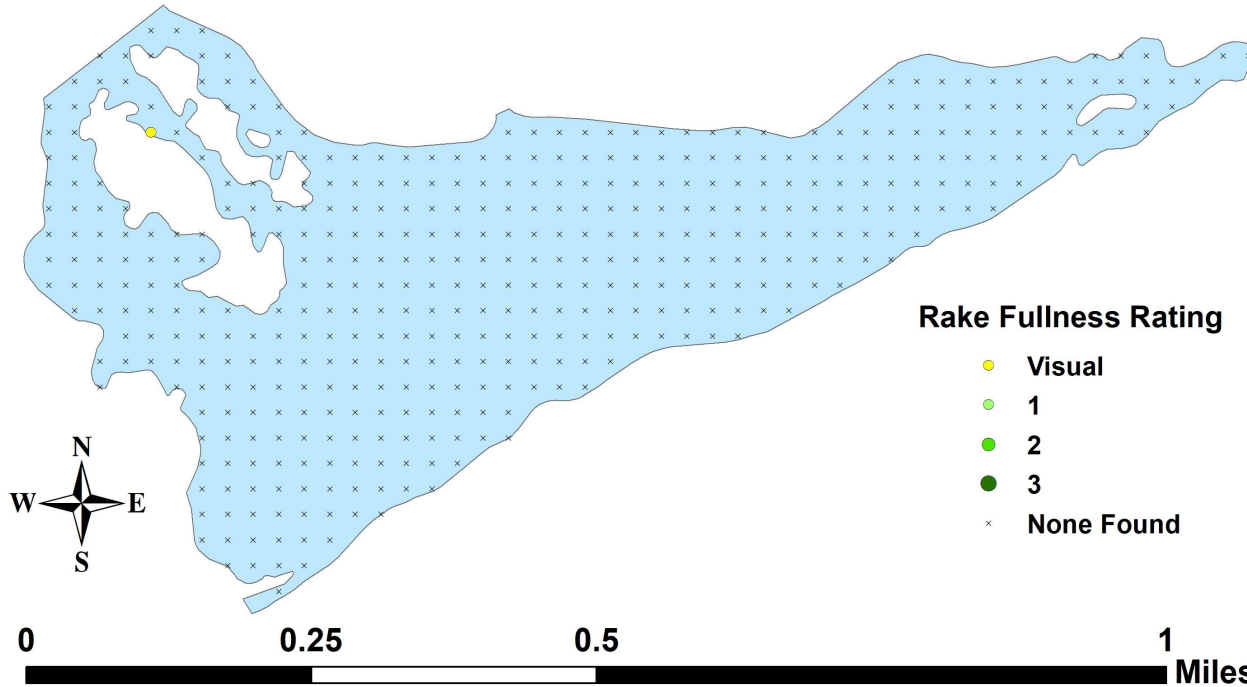 Rake Fullness Rating
Visual
1
2
3
None Found
N
W E
S
0 0.25 0.5 1
Miles